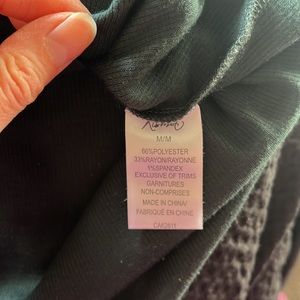 M/M
66%POLYESTER
33%RAYON/RAYONNE
1%SPANDEX
EXCLUSIVE OF TRIMS
GARNITURES
NON-COMPRISES
MADE IN CHINA/
FABRIQUÉ EN CHINE